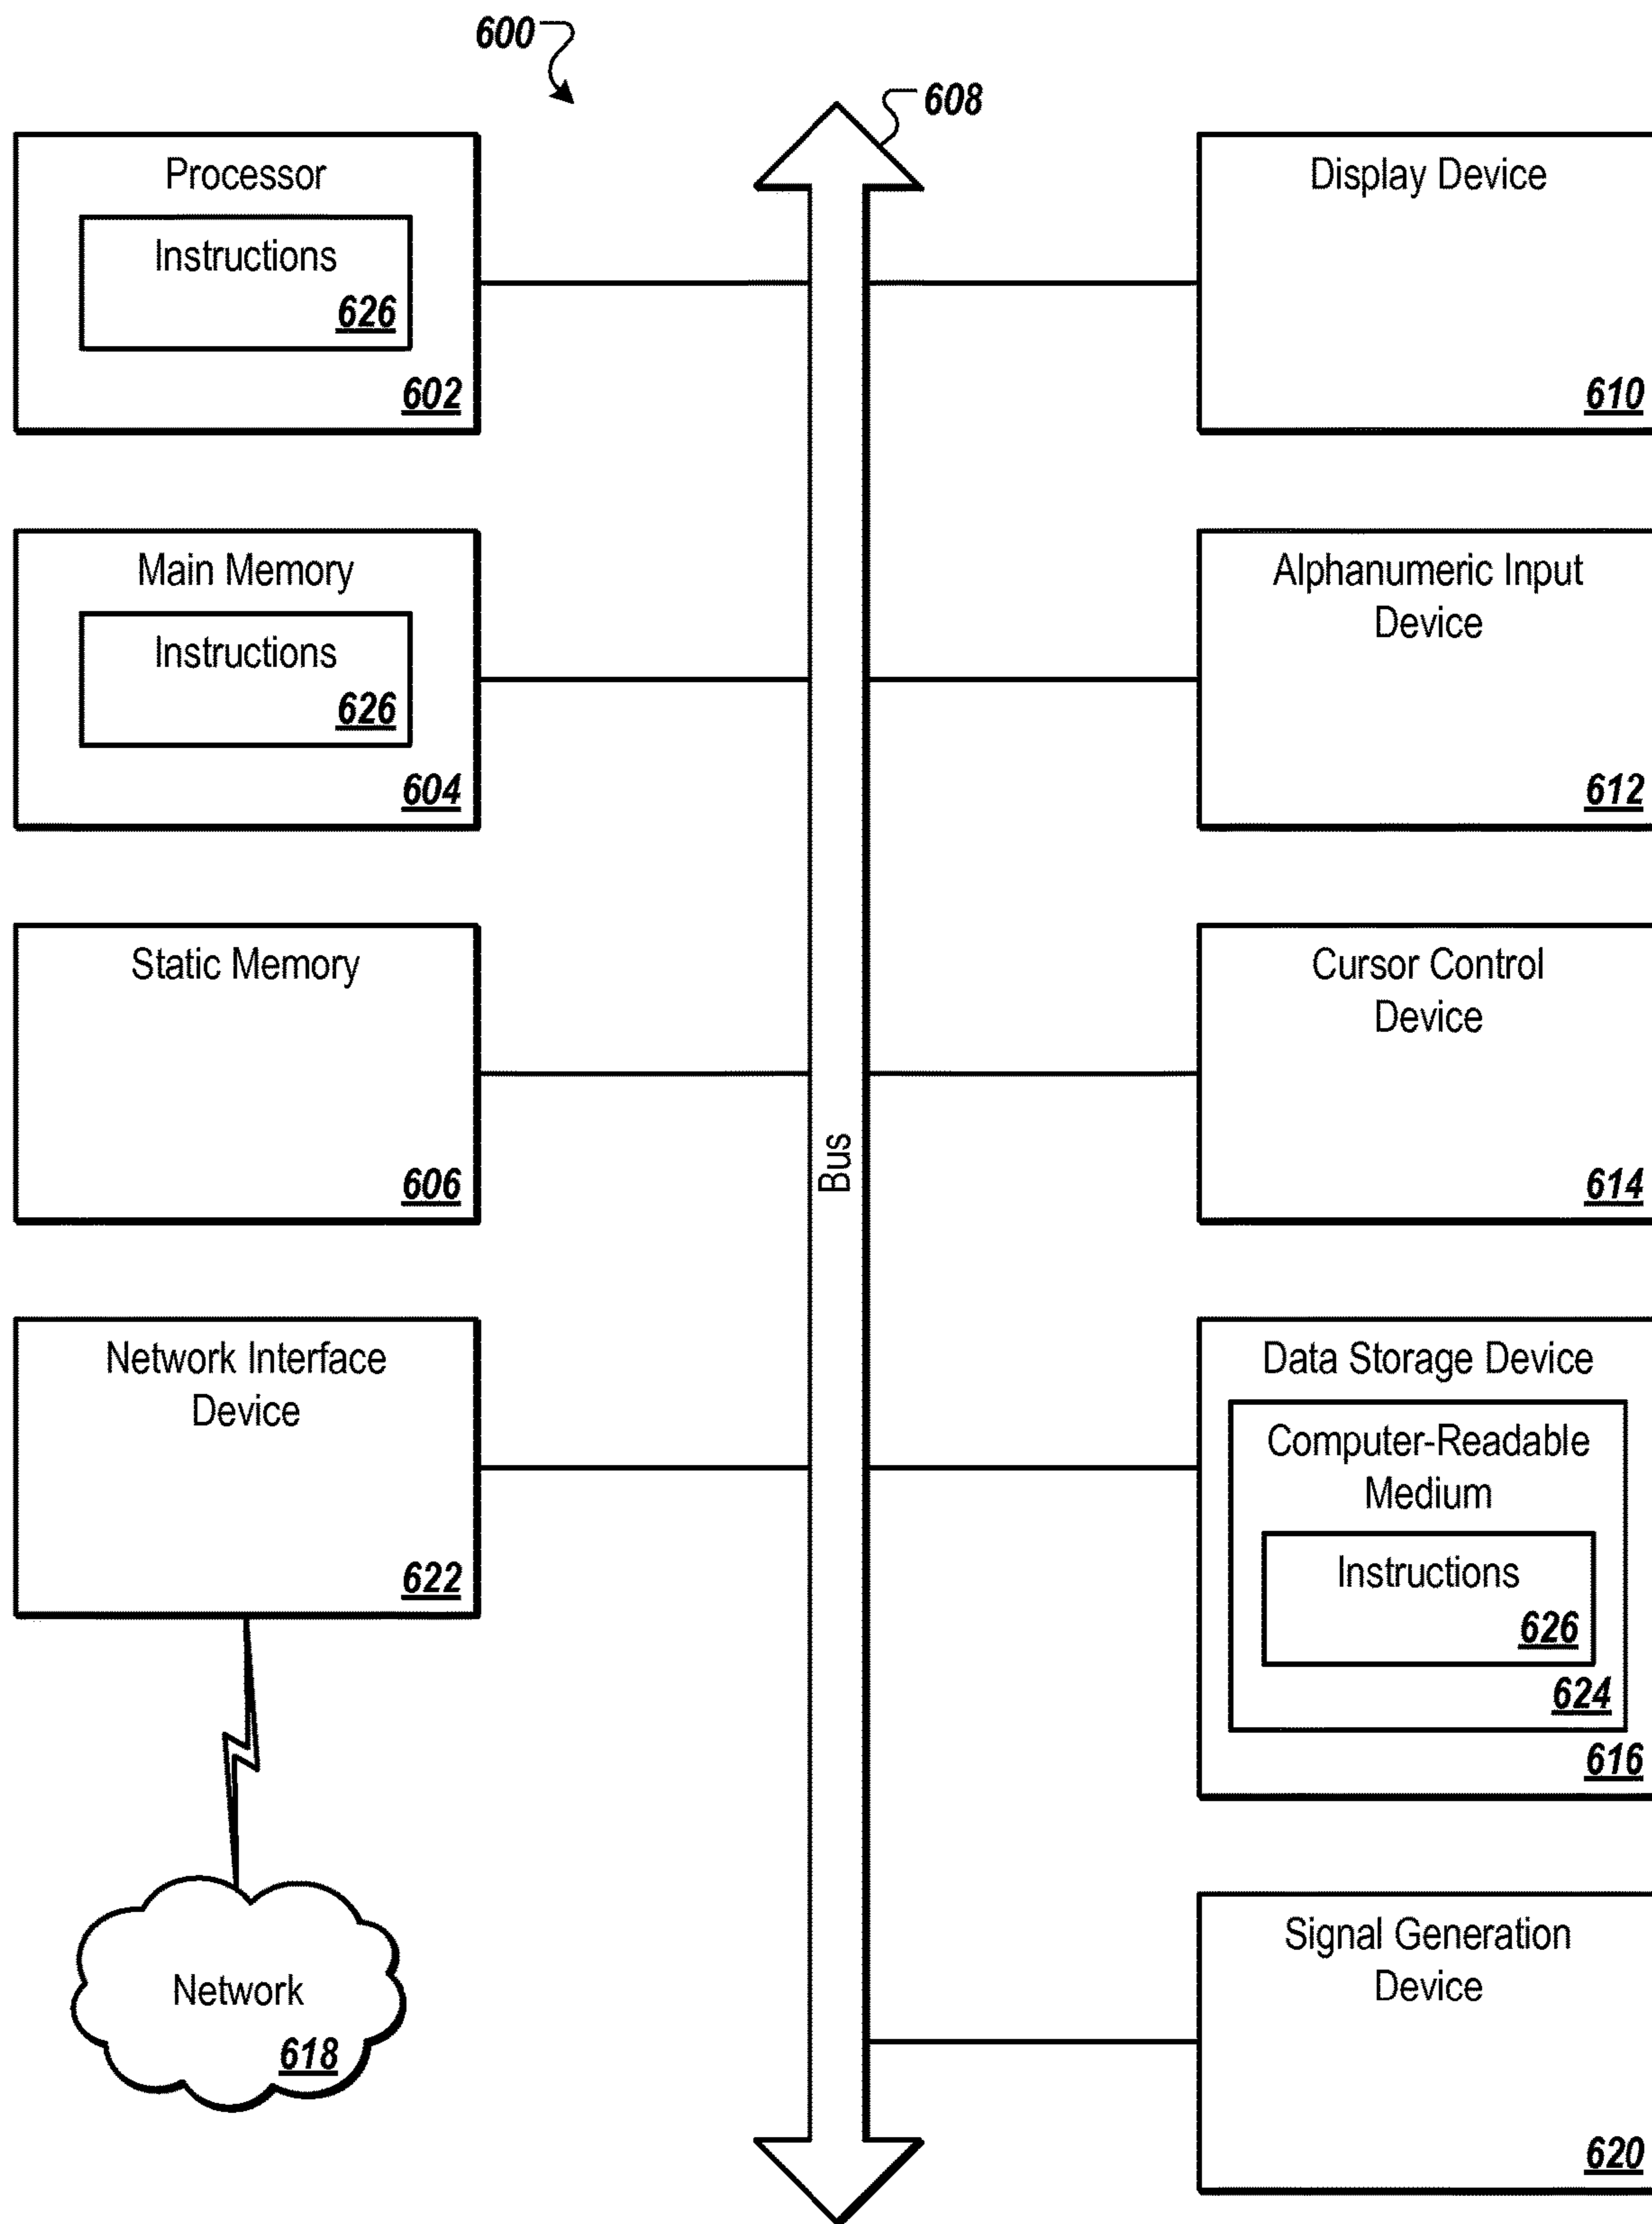 600
608
Processor
Instructions
626
602
Main Memory
Instructions
626
604
Static Memory
606
Network Interface
Device
622
Network
618
Bus
Display Device
610
Alphanumeric Input
Device
612
Cursor Control
Device
614
Data Storage Device
Computer-Readable
Medium
Instructions
626
624
616
Signal Generation
Device
620